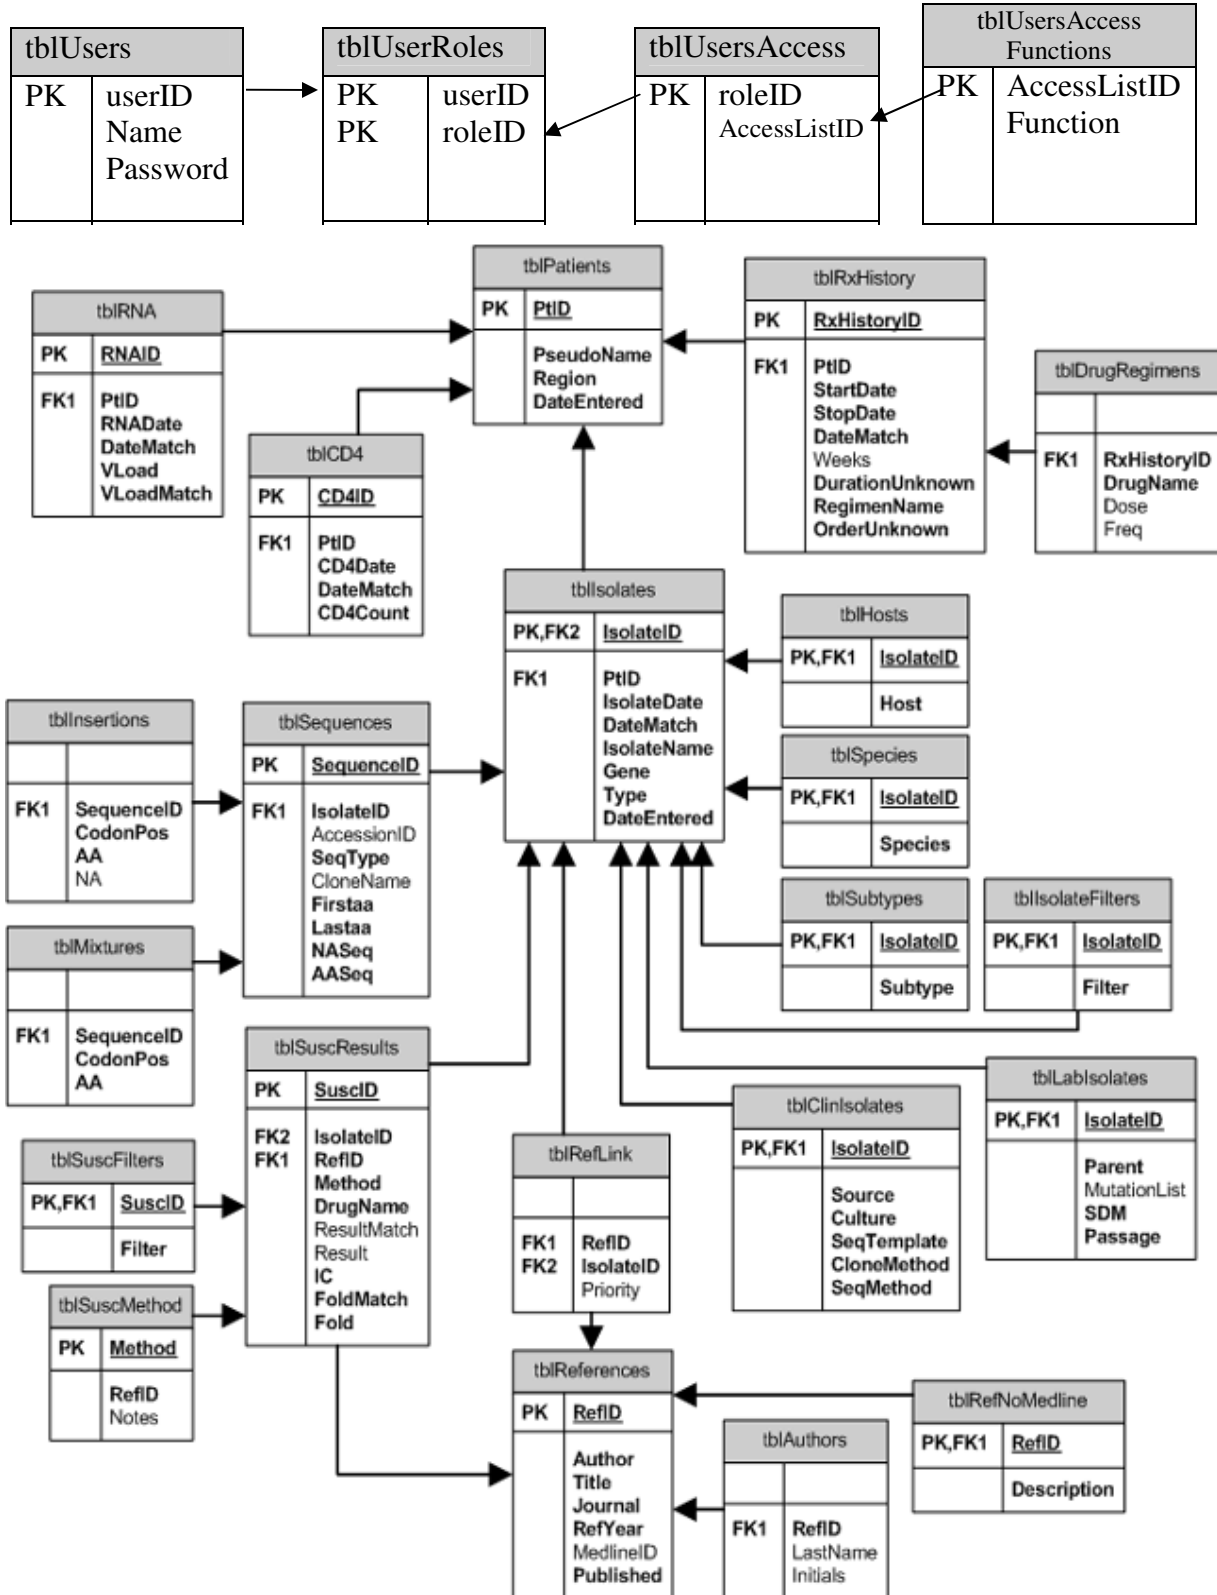 tblUsers
PK userID
Name
Password
tblUserRoles
PK userID
PK roleID
tblUsersAccess
PK roleID
AccessListID
tblUsersAccess
Functions
PK AccessListID
Function
tblPatients
PK PtID
PseudoName
Region
DateEntered
tblRNA
PK RNAID
FK1 PtID
RNADate
DateMatch
VLoad
VLoadMatch
tblCD4
PK CD4ID
FK1 PtID
CD4Date
DateMatch
CD4Count
tblRxHistory
PK RxHistoryID
FK1 PtID
StartDate
StopDate
DateMatch
Weeks
DurationUnknown
RegimenName
OrderUnknown
tblDrugRegimens
FK1 RxHistoryID
DrugName
Dose
Freq
tblIsolates
PK,FK2 IsolateID
FK1 PtID
IsolateDate
DateMatch
IsolateName
Gene
Type
DateEntered
tblHosts
PK,FK1 IsolateID
Host
tblSpecies
PK,FK1 IsolateID
Species
tblSubtypes
PK,FK1 IsolateID
Subtype
tblIsolateFilters
PK,FK1 IsolateID
Filter
tblInsertions
FK1 SequenceID
CodonPos
AA
NA
tblSequences
PK SequenceID
FK1 IsolateID
AccessionID
SeqType
CloneName
Firstaa
Lastaa
NASeq
AASeq
tblMixtures
FK1 SequenceID
CodonPos
AA
tblSuscResults
PK SuscID
FK2 IsolateID
FK1 RefID
Method
DrugName
ResultMatch
Result
IC
FoldMatch
Fold
tblSuscFilters
PK,FK1 SuscID
Filter
tblSuscMethod
PK Method
RefID
Notes
tblRefLink
FK1 RefID
FK2 IsolateID
Priority
tblClinIsolates
PK,FK1 IsolateID
Source
Culture
SeqTemplate
CloneMethod
SeqMethod
tblLabIsolates
PK,FK1 IsolateID
Parent
MutationList
SDM
Passage
tblReferences
PK RefID
Author
Title
Journal
RefYear
MedlineID
Published
tblAuthors
FK1 RefID
LastName
Initials
tblRefNoMedline
PK,FK1 RefID
Description